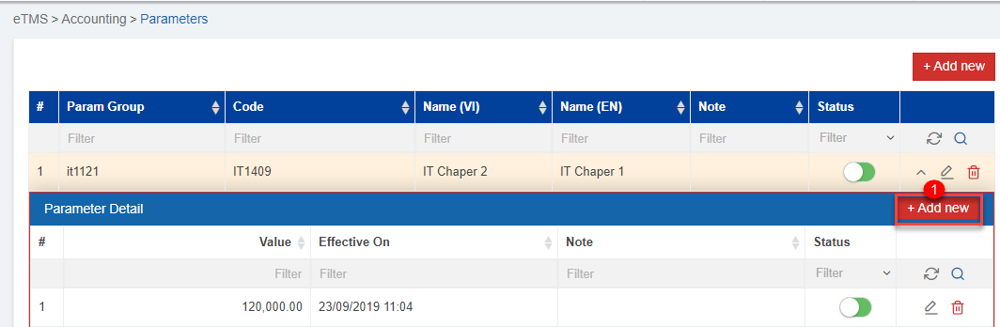 eTMS > Accounting > Parameters
+ Add new
# Param Group Code Name (VI) Name (EN) Note Status
Filter Filter Filter Filter Filter Filter
1 it1121 IT1409 IT Chaper 2 IT Chaper 1
1
Parameter Detail + Add new
# Value Effective On Note Status
Filter Filter Filter Filter
1 120,000.00 23/09/2019 11:04